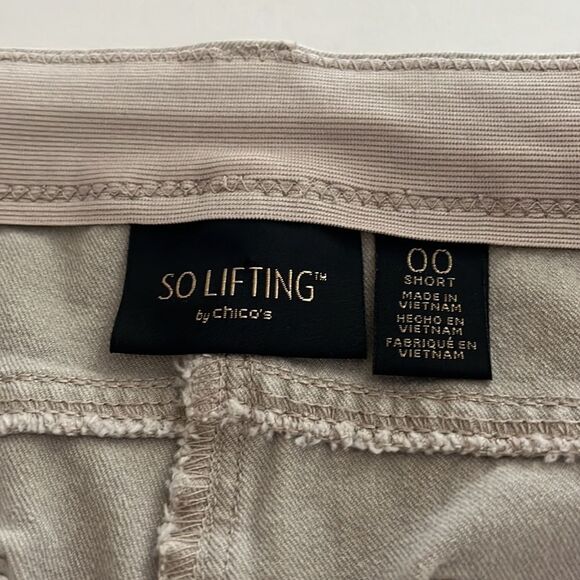 SO LIFTING™
by chico's
00
SHORT
MADE IN
VIETNAM
HECHO EN
VIETNAM
FABRIQUÉ EN
VIETNAM